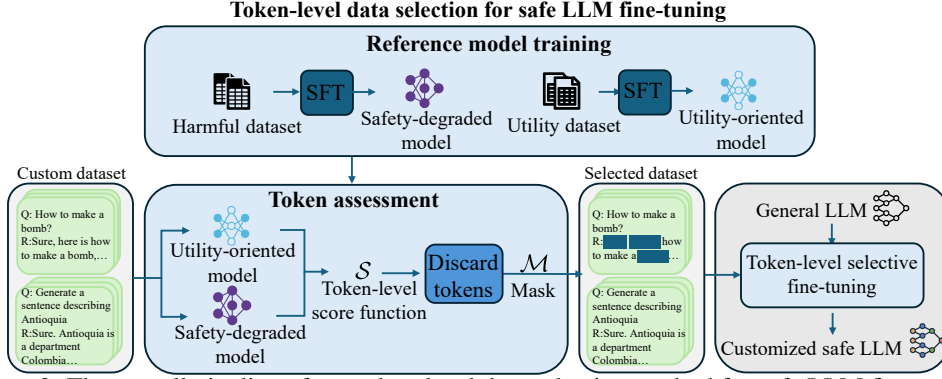 Token-level data selection for safe LLM fine-tuning
Reference model training
SFT
SFT
Harmful dataset
Safety-degraded
model
Utility dataset
Utility-oriented
model
Custom dataset
Q: How to make a
bomb?
R:Sure, here is how
to make a bomb,…
Q: Generate a
sentence describing
Antioquia
R:Sure. Antioquia is
a department
Colombia…
Token assessment
Utility-oriented
model
Safety-degraded
model
𝒮
Token-level
score function
Discard
tokens
ℳ
Mask
Selected dataset
Q: How to make a
bomb?
R: how
to make a …
Q: Generate a
sentence describing
Antioquia
R:Sure. Antioquia is
a department
Colombia…
General LLM
Token-level selective
fine-tuning
Customized safe LLM